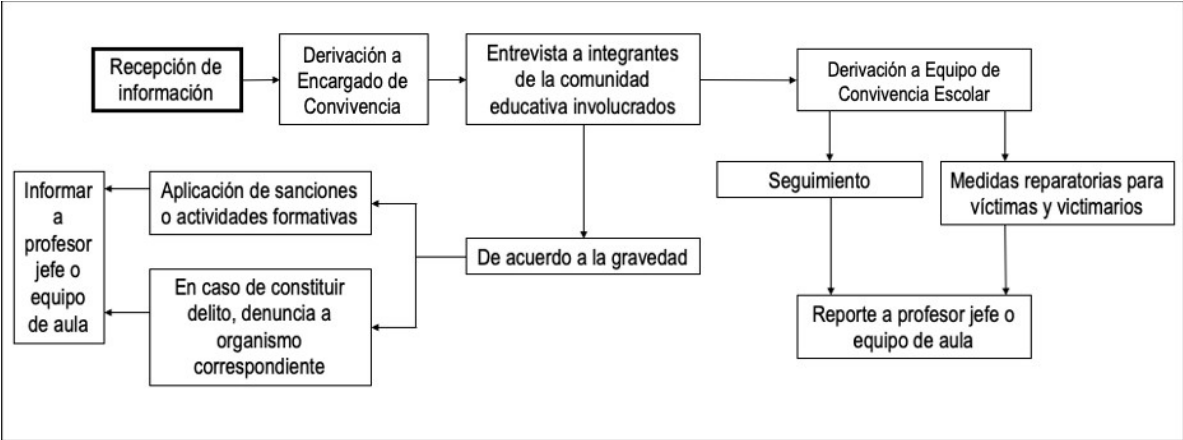 Recepción de
información
Derivación a
Encargado de
Convivencia
Entrevista a integrantes
de la comunidad
educativa involucrados
Derivación a Equipo de
Convivencia Escolar
Seguimiento
Medidas reparatorias para
víctimas y victimarios
Reporte a profesor jefe o
equipo de aula
De acuerdo a la gravedad
Aplicación de sanciones
o actividades formativas
En caso de constituir
delito, denuncia a
organismo
correspondiente
Informar
a
profesor
jefe o
equipo
de aula